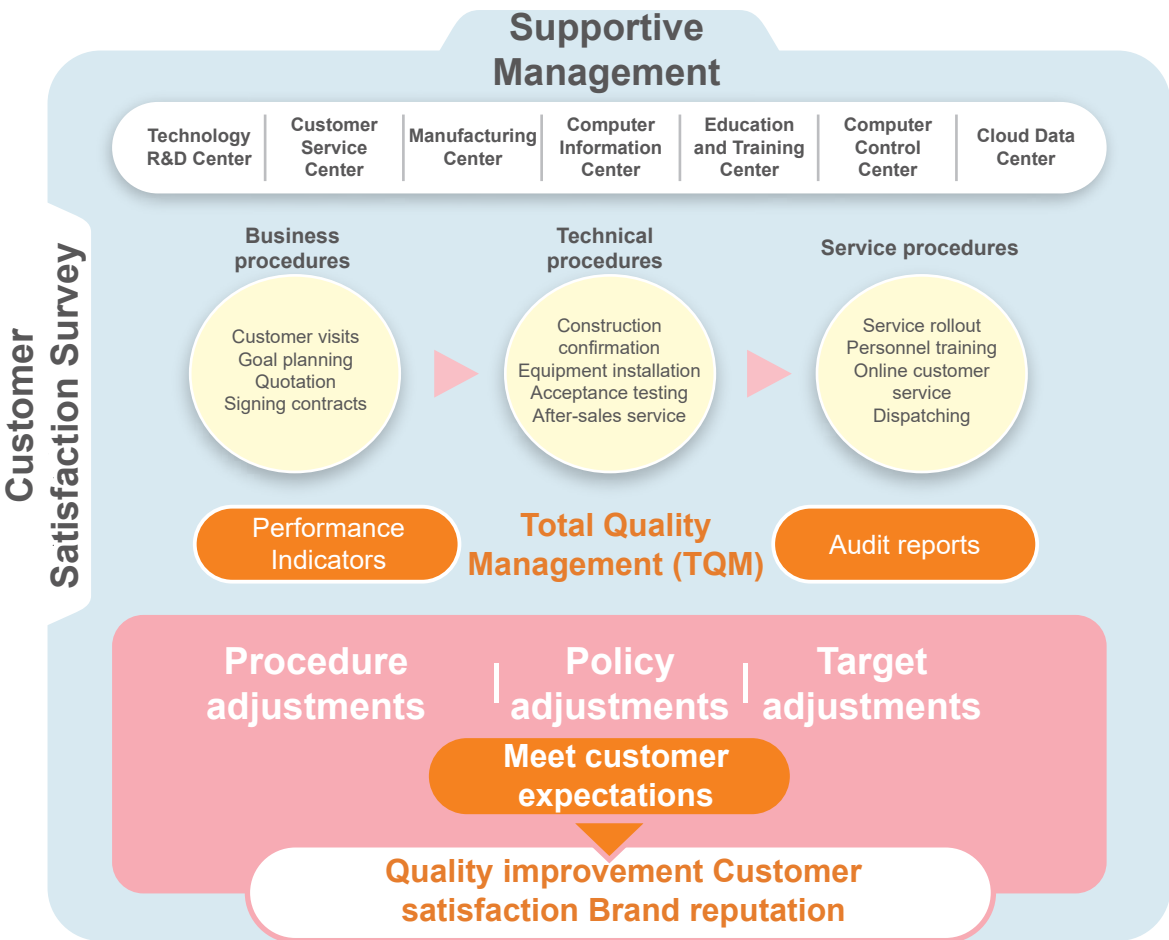 Supportive
Management
Technology
R&D Center
Customer
Service
Center
Manufacturing
Center
Computer
Information
Center
Education
and Training
Center
Computer
Control
Center
Cloud Data
Center
Customer
Satisfaction Survey
Business
procedures
Customer visits
Goal planning
Quotation
Signing contracts
Technical
procedures
Construction
confirmation
Equipment installation
Acceptance testing
After-sales service
Service procedures
Service rollout
Personnel training
Online customer
service
Dispatching
Performance
Indicators
Total Quality
Management (TQM)
Audit reports
Procedure
adjustments
Policy
adjustments
Target
adjustments
Meet customer
expectations
Quality improvement Customer
satisfaction Brand reputation